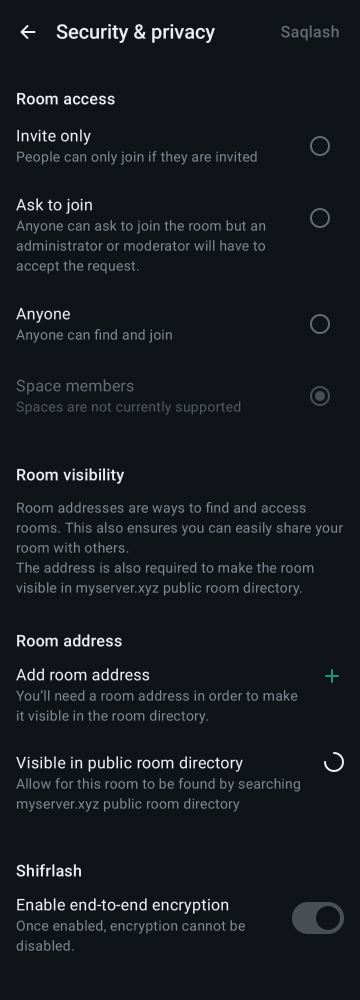 Security & privacy
Saqlash
Room access
Invite only
People can only join if they are invited
Ask to join
Anyone can ask to join the room but an
administrator or moderator will have to
accept the request.
Anyone
Anyone can find and join
Space members
Spaces are not currently supported
Room visibility
Room addresses are ways to find and access
rooms. This also ensures you can easily share your
room with others.
The address is also required to make the room
visible in myserver.xyz public room directory.
Room address
Add room address
You’ll need a room address in order to make
it visible in the room directory.
Visible in public room directory
Allow for this room to be found by searching
myserver.xyz public room directory
Shifrlash
Enable end-to-end encryption
Once enabled, encryption cannot be
disabled.